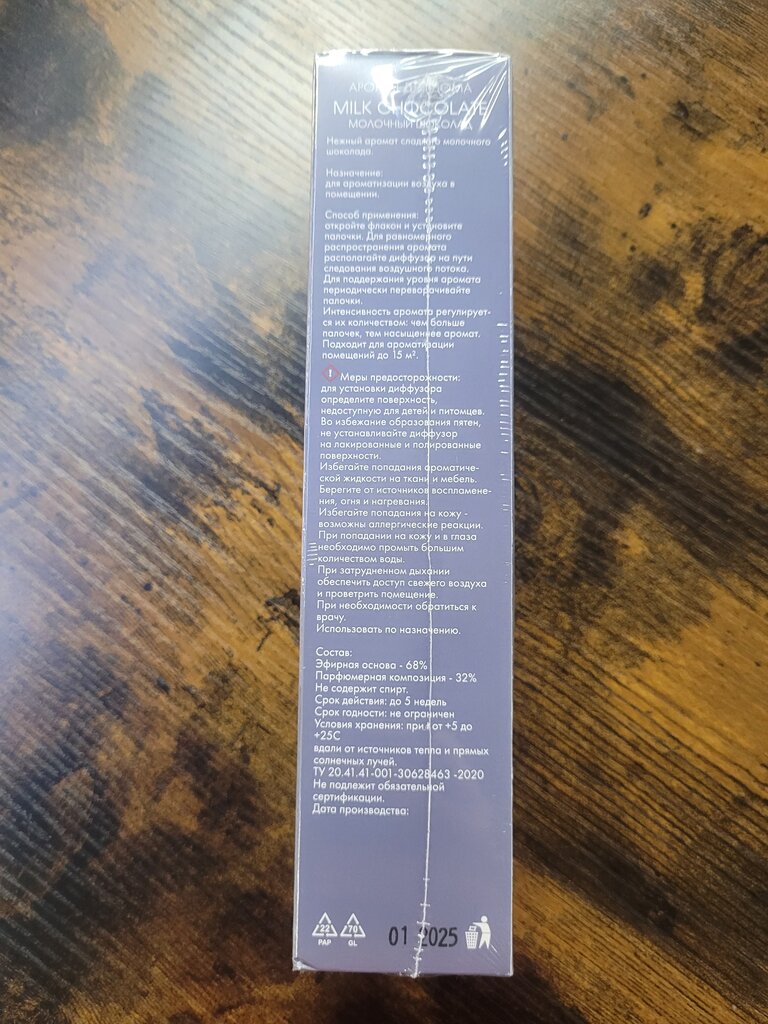 АРОМАТ ДЛЯ ДОМА
MILK CHOCOLATE
МОЛОЧНЫЙ ШОКОЛАД
Нежный аромат сладкого молочного
шоколада.
Назначение:
для ароматизации воздуха в
помещении.
Способ применения:
откройте флакон и установите
палочки. Для равномерного
распространения аромата
располагайте диффузор на пути
следования воздушного потока.
Для поддержания уровня аромата
периодически переворачивайте
палочки.
Интенсивность аромата регулирует-
ся их количеством: чем больше
палочек, тем насыщеннее аромат.
Подходит для ароматизации
помещений до 15 м².
! Меры предосторожности:
для установки диффузора
определите поверхность,
недоступную для детей и питомцев.
Во избежание образования пятен,
не устанавливайте диффузор
на лакированные и полированные
поверхности.
Избегайте попадания ароматиче-
ской жидкости на ткани и мебель.
Берегите от источников воспламене-
ния, огня и нагревания.
Избегайте попадания на кожу -
возможны аллергические реакции.
При попадании на кожу и в глаза
необходимо промыть большим
количеством воды.
При затрудненном дыхании
обеспечить доступ свежего воздуха
и проветрить помещение.
При необходимости обратиться к
врачу.
Использовать по назначению.
Состав:
Эфирная основа - 68%
Парфюмерная композиция - 32%
Не содержит спирт.
Срок действия: до 5 недель
Срок годности: не ограничен
Условия хранения: при t от +5 до
+25С
вдали от источников тепла и прямых
солнечных лучей.
ТУ 20.41.41-001-30628463 -2020
Не подлежит обязательной
сертификации.
Дата производства:
22 70
PAP GL
01 2025